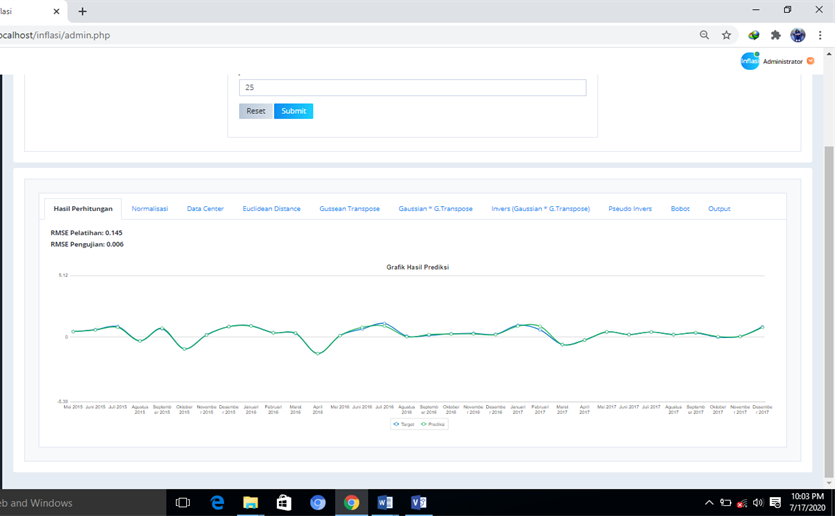 lasi
ocalhost/inflasi/admin.php
Inflasi Administrator
25
Reset Submit
Hasil Perhitungan Normalisasi Data Center Euclidean Distance Gussean Transpose Gaussian * G.Transpose Invers (Gaussian * G.Transpose) Pseudo Invers Bobot Output
RMSE Pelatihan: 0.145
RMSE Pengujian: 0.006
Grafik Hasil Prediksi
0
Mei 2015 Juni 2015 Juli 2015 Agustus 2015 Septemb er 2015 Oktober 2015 Novembe r 2015 Desembe r 2015 Januari 2016 Februari 2016 Maret 2016 April 2016 Mei 2016 Juni 2016 Juli 2016 Agustus 2016 Septemb er 2016 Oktober 2016 Novembe r 2016 Desembe r 2016 Januari 2017 Februari 2017 Maret 2017 April 2017 Mei 2017 Juni 2017 Juli 2017 Agustus 2017 Septemb er 2017 Oktober 2017 Novembe r 2017 Desembe r 2017
Target Prediksi
eb and Windows
10:03 PM
7/17/2020